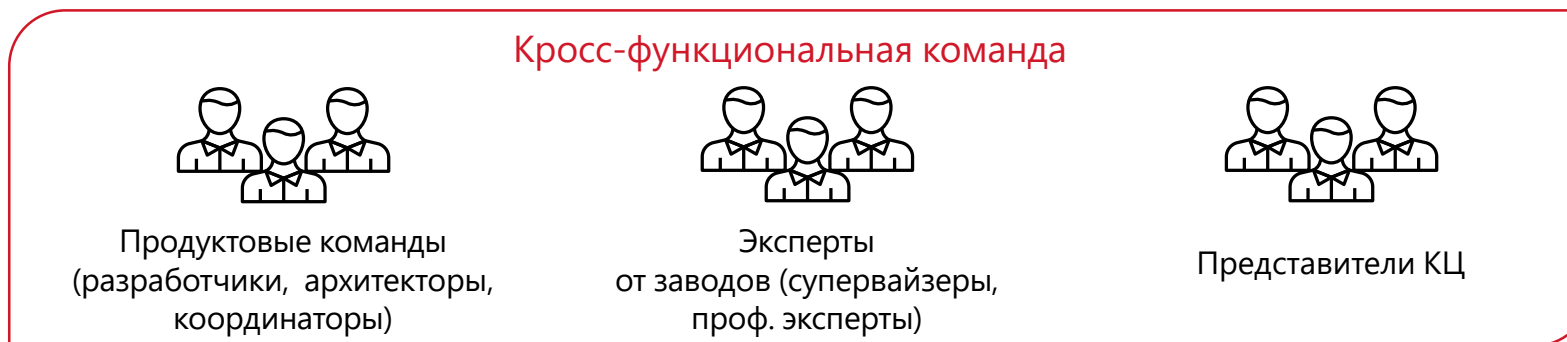 Кросс-функциональная команда
Продуктовые команды
(разработчики, архитекторы,
координаторы)
Эксперты
от заводов (супервайзеры,
проф. эксперты)
Представители КЦ